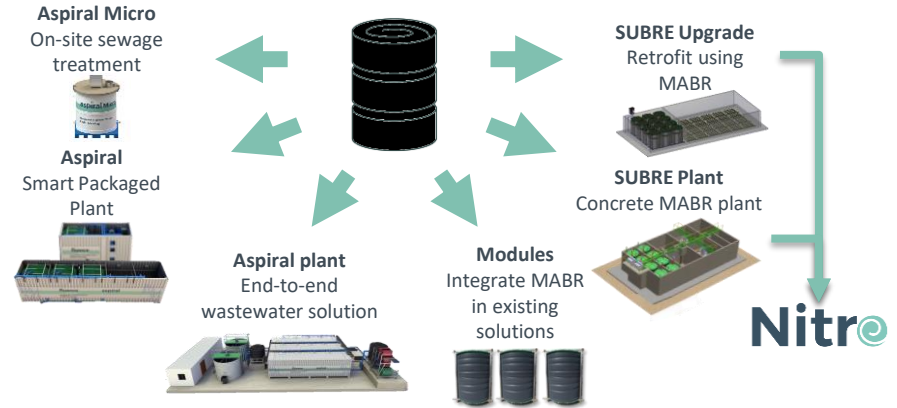 Aspiral Micro
On-site sewage
treatment
Aspiral
Smart Packaged
Plant
Aspiral plant
End-to-end
wastewater solution
Modules
Integrate MABR
in existing
solutions
SUBRE Upgrade
Retrofit using
MABR
SUBRE Plant
Concrete MABR plant
Nitro